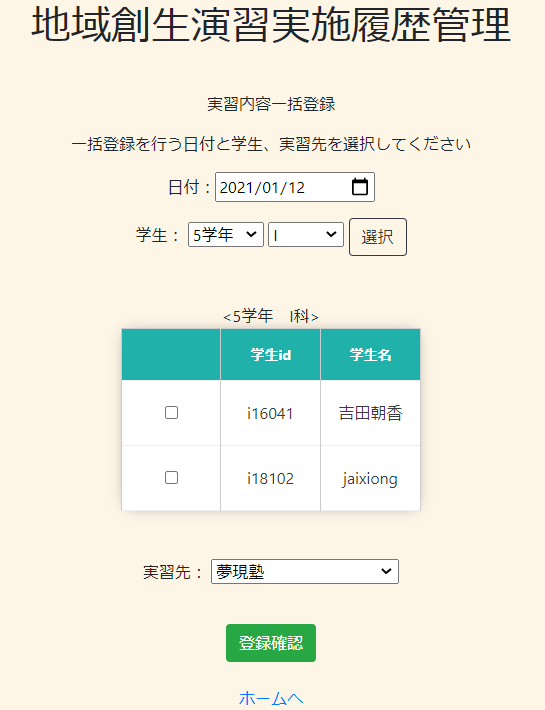 地域創生演習実施履歴管理
実習内容一括登録
一括登録を行う日付と学生、実習先を選択してください
日付：2021/01/12
学生： 5学年 I 選択
<5学年　I科>
学生id 学生名
i16041 吉田朝香
i18102 jaixiong
実習先： 夢現塾
登録確認
ホームへ